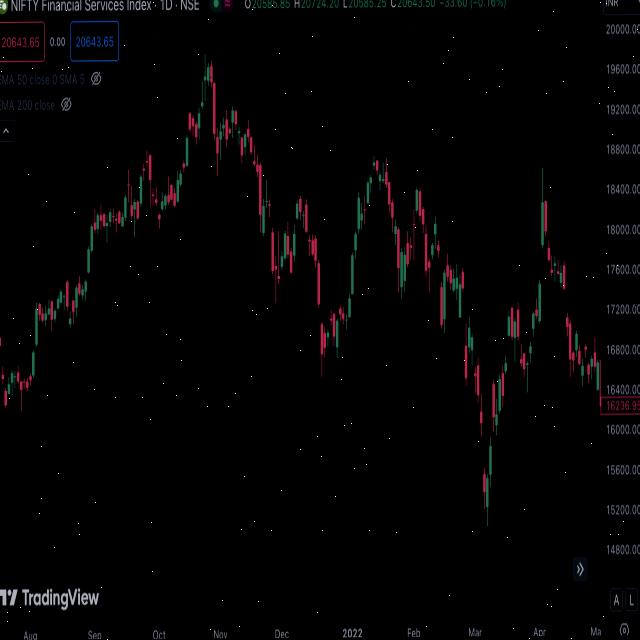 NIFTY Financial Services Index · 1D · NSE O20585.85 H20724.20 L20585.25 C20643.50 −33.60 (−0.16%)
INR
20643.65 0.00 20643.65
EMA 50 close 0 SMA 5
EMA 200 close
20000.00
19600.00
19200.00
18800.00
18400.00
18000.00
17600.00
17200.00
16800.00
16400.00
16236.95
16000.00
15600.00
15200.00
14800.00
TradingView
A L
Aug Sep Oct Nov Dec 2022 Feb Mar Apr Ma